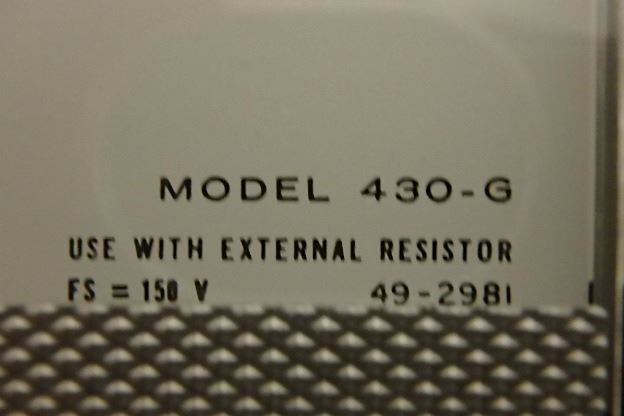 MODEL 430-G
USE WITH EXTERNAL RESISTOR
FS = 150 V 49-2981